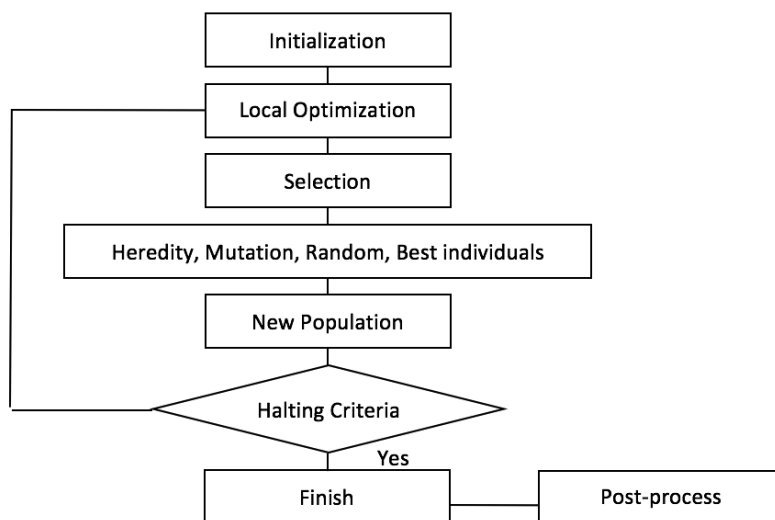 Initialization
Local Optimization
Selection
Heredity, Mutation, Random, Best individuals
New Population
Halting Criteria
Yes
Finish
Post-process